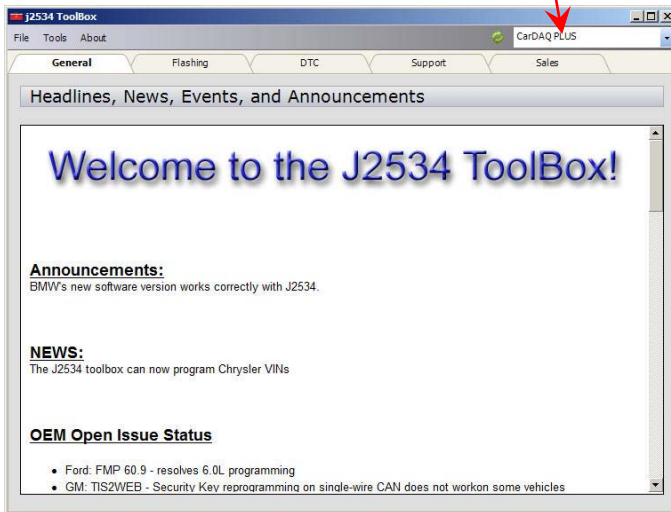 j2534 ToolBox
File Tools About
CarDAQ PLUS
General Flashing DTC Support Sales
Headlines, News, Events, and Announcements
Welcome to the J2534 ToolBox!
Announcements:
BMW's new software version works correctly with J2534.
NEWS:
The J2534 toolbox can now program Chrysler VINs
OEM Open Issue Status
• Ford: FMP 60.9 - resolves 6.0L programming
• GM: TIS2WEB - Security Key reprogramming on single-wire CAN does not workon some vehicles